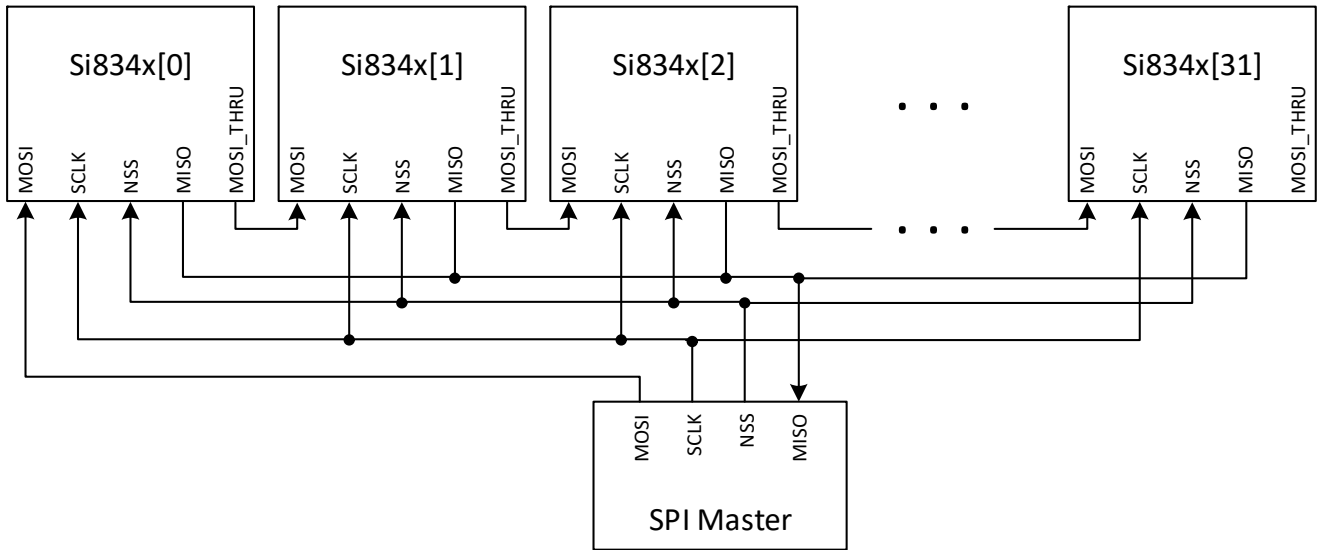 Si834x[0]
Si834x[1]
Si834x[2]
Si834x[31]
. . .
MOSI
SCLK
NSS
MISO
MOSI_THRU
MOSI
SCLK
NSS
MISO
MOSI_THRU
MOSI
SCLK
NSS
MISO
MOSI_THRU
MOSI
SCLK
NSS
MISO
MOSI_THRU
. . .
MOSI
SCLK
NSS
MISO
SPI Master